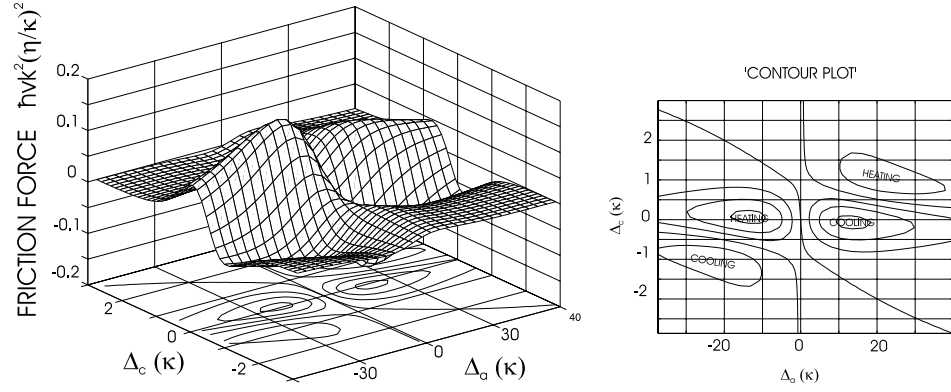 FRICTION FORCE ħvk²(η/κ)²
0.2
0.1
0
-0.1
-0.2
2
0
-2
Δc (κ)
-30
0
30
40
Δa (κ)
'CONTOUR PLOT'
2
1
0
-1
-2
Δc (κ)
HEATING
HEATING
COOLING
COOLING
-20
0
20
Δa (κ)